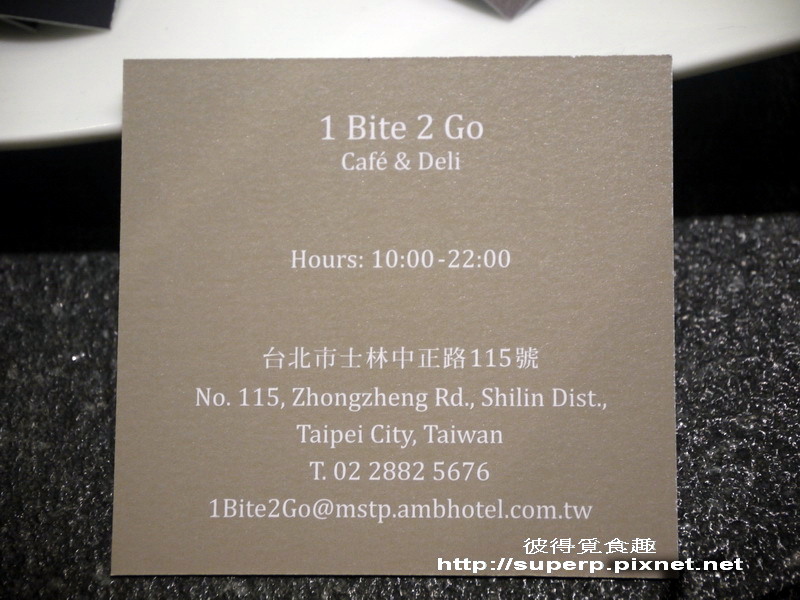 1 Bite 2 Go
Café & Deli
Hours: 10:00-22:00
台北市士林中正路115號
No. 115, Zhongzheng Rd., Shilin Dist.,
Taipei City, Taiwan
T. 02 2882 5676
1Bite2Go@mstp.ambhotel.com.tw
彼得覓食趣
http://superp.pixnet.net